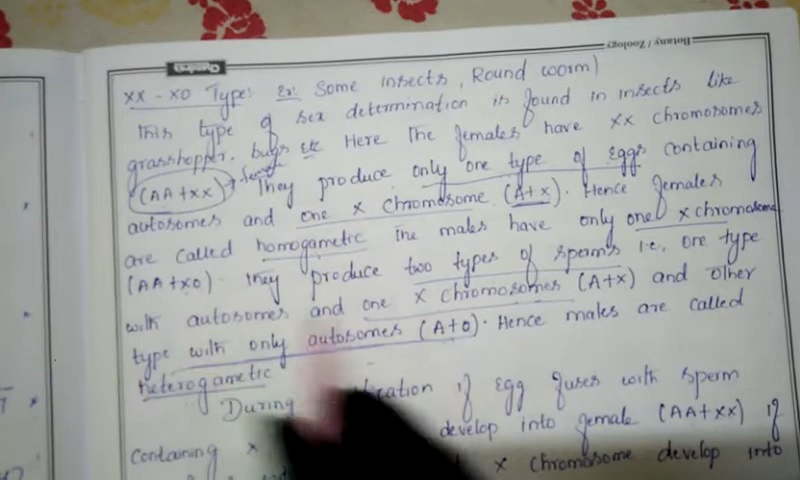 Botany / Zoology
XX - XO Type: Ex: Some insects, Round worm)
This type of sex determination is found in insects like
grasshopper, bugs etc Here The females have XX chromosomes
(AA+XX) → female They produce only one type of eggs containing
autosomes and one X chromosome (A+X). Hence females
are called homogametic The males have only one X chromosome
(AA+XO). They produce two types of sperms i.e, one type
with autosomes and one X chromosomes (A+X) and other
type with only autosomes (A+O). Hence males are called
Heterogametic
During if egg fuses with sperm
Containing X develop into female (AA+XX) if
X chromosome develop into